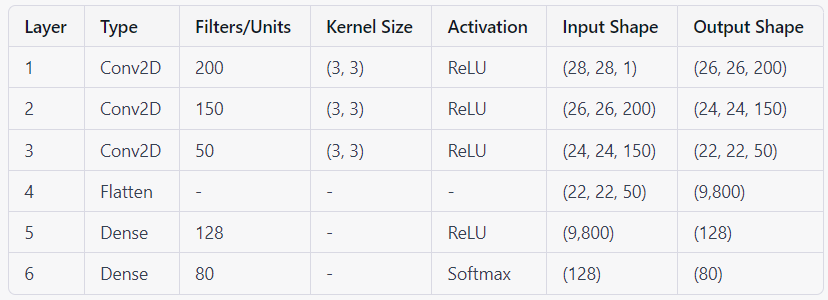 Layer Type Filters/Units Kernel Size Activation Input Shape Output Shape
1 Conv2D 200 (3, 3) ReLU (28, 28, 1) (26, 26, 200)
2 Conv2D 150 (3, 3) ReLU (26, 26, 200) (24, 24, 150)
3 Conv2D 50 (3, 3) ReLU (24, 24, 150) (22, 22, 50)
4 Flatten - - - (22, 22, 50) (9,800)
5 Dense 128 - ReLU (9,800) (128)
6 Dense 80 - Softmax (128) (80)